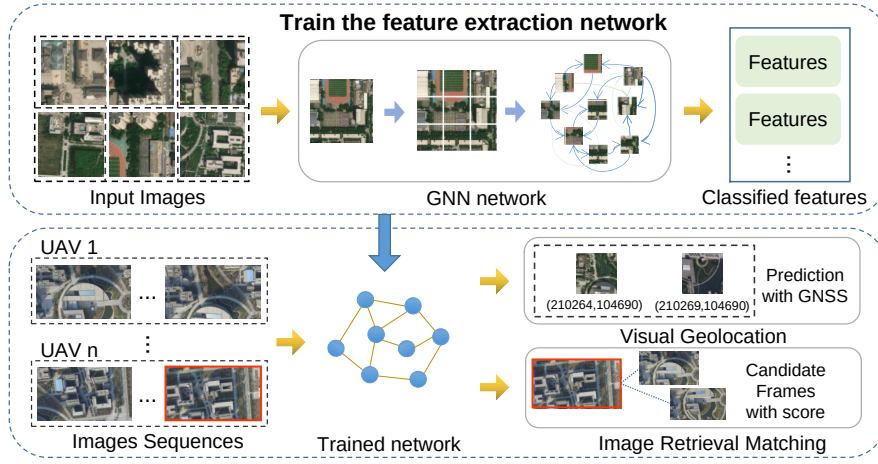 Train the feature extraction network
Features
Features
⋮
Input Images
GNN network
Classified features
UAV 1
...
⋮
UAV n
...
Images Sequences
Trained network
(210264,104690)
(210269,104690)
Prediction
with GNSS
Visual Geolocation
Candidate
Frames
with score
Image Retrieval Matching